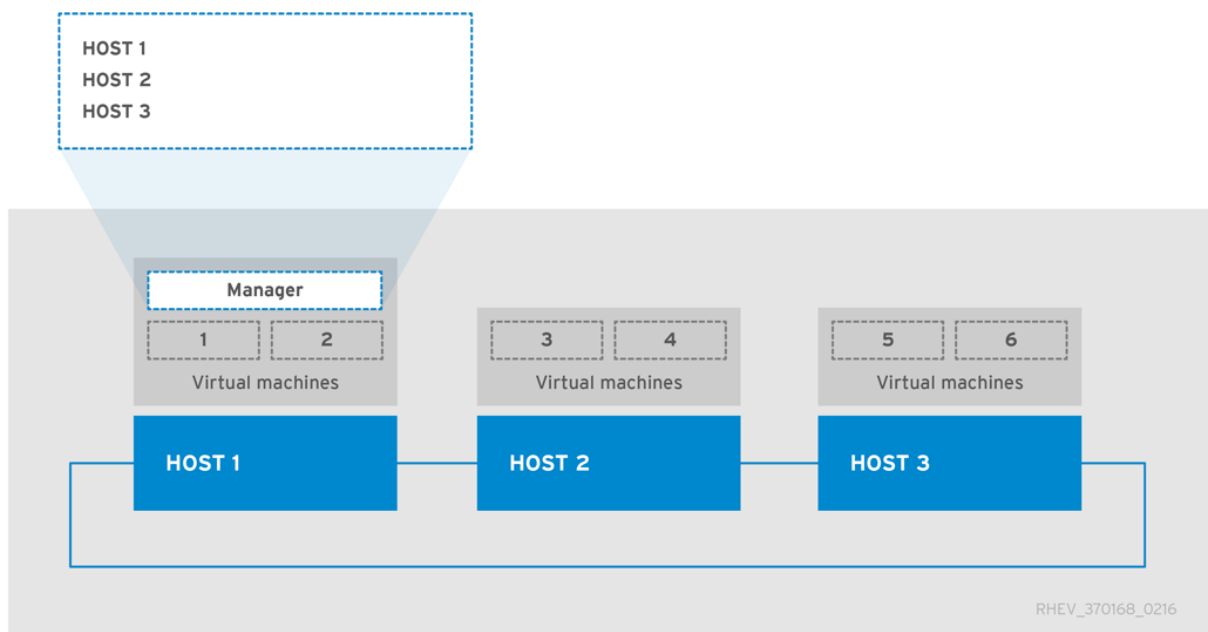 HOST 1
HOST 2
HOST 3
Manager
1 2
3 4
5 6
Virtual machines
Virtual machines
Virtual machines
HOST 1
HOST 2
HOST 3
RHEV_370168_0216